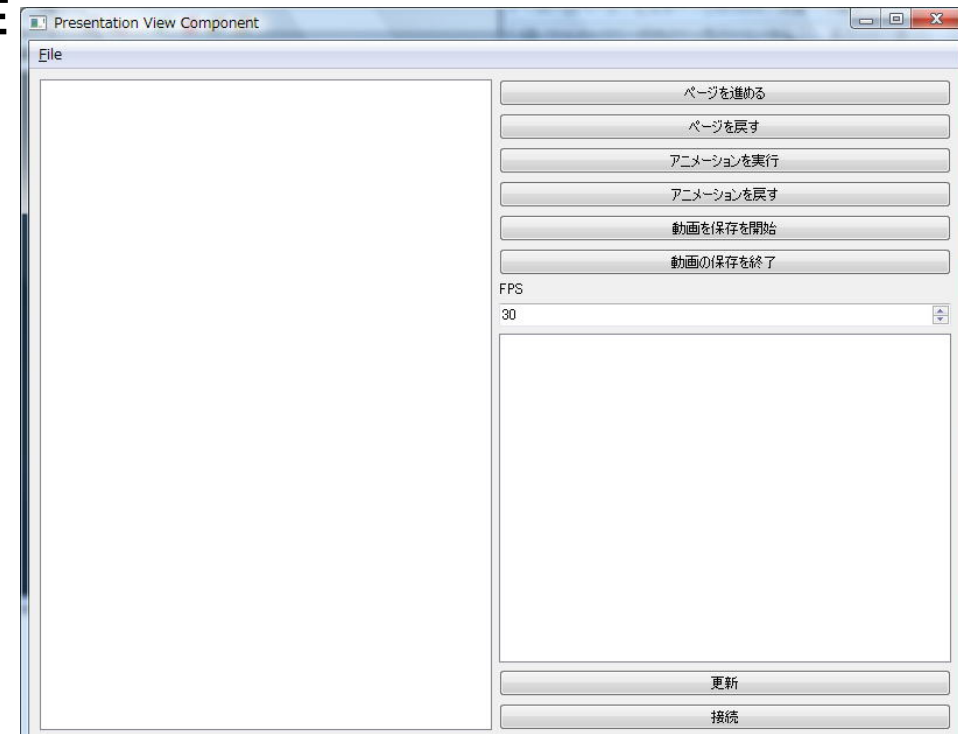 Presentation View Component
File
ページを進める
ページを戻す
アニメーションを実行
アニメーションを戻す
動画を保存を開始
動画の保存を終了
FPS
30
更新
接続